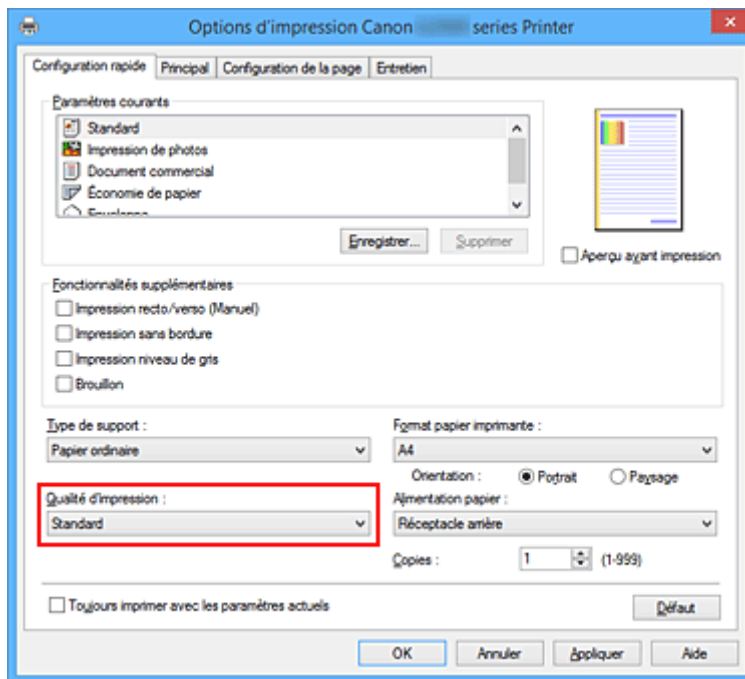 Options d'impression Canon series Printer
Configuration rapide Principal Configuration de la page Entretien
Paramètres courants
Standard
Impression de photos
Document commercial
Économie de papier
Enregistrer... Supprimer
Aperçu avant impression
Fonctionnalités supplémentaires
Impression recto/verso (Manuel)
Impression sans bordure
Impression niveau de gris
Brouillon
Type de support :
Papier ordinaire
Format papier imprimante :
A4
Orientation : Portrait Paysage
Qualité d'impression :
Standard
Alimentation papier :
Réceptacle arrière
Copies : 1 (1-999)
Toujours imprimer avec les paramètres actuels
Défaut
OK Annuler Appliquer Aide